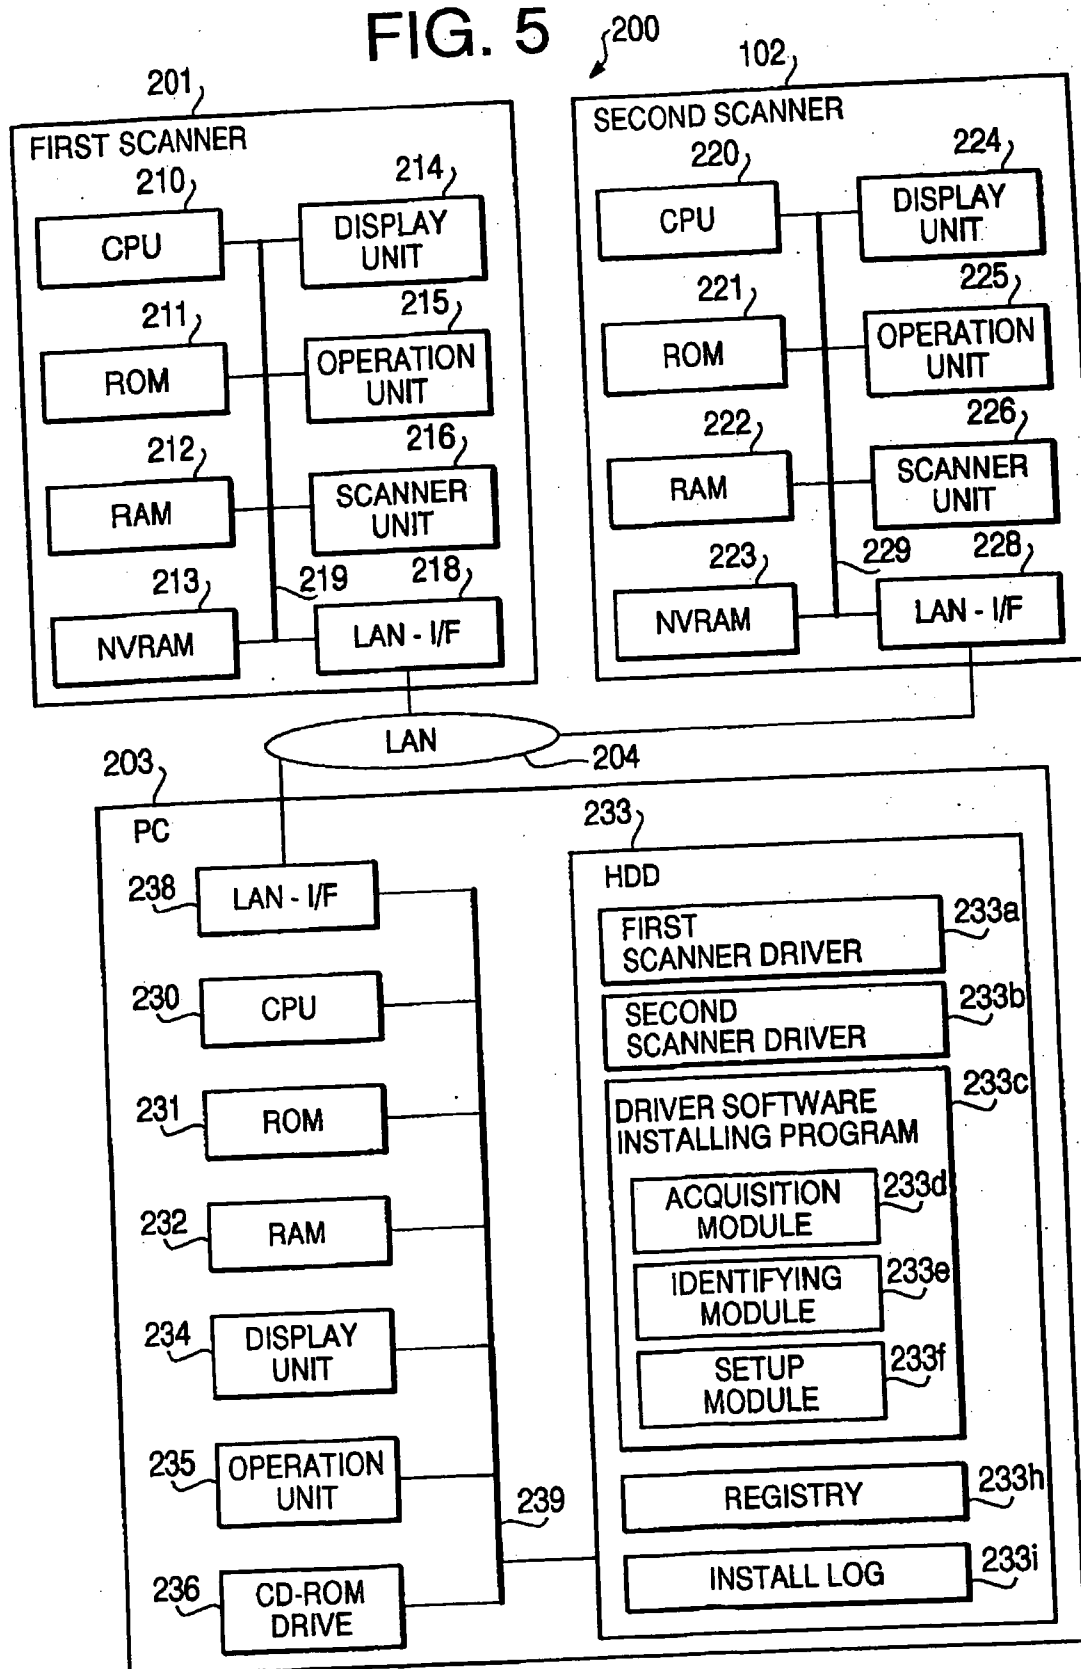 FIG. 5
200
201
102
FIRST SCANNER
210
214
CPU
DISPLAY
UNIT
211
215
ROM
OPERATION
UNIT
212
216
RAM
SCANNER
UNIT
213
219
218
NVRAM
LAN - I/F
SECOND SCANNER
220
224
CPU
DISPLAY
UNIT
221
225
ROM
OPERATION
UNIT
222
226
RAM
SCANNER
UNIT
223
229
228
NVRAM
LAN - I/F
LAN
204
203
PC
238
LAN - I/F
230
CPU
231
ROM
232
RAM
234
DISPLAY
UNIT
235
OPERATION
UNIT
239
236
CD-ROM
DRIVE
233
HDD
FIRST
SCANNER DRIVER
233a
SECOND
SCANNER DRIVER
233b
DRIVER SOFTWARE
INSTALLING PROGRAM
233c
ACQUISITION
MODULE
233d
IDENTIFYING
MODULE
233e
SETUP
MODULE
233f
REGISTRY
233h
INSTALL LOG
233i